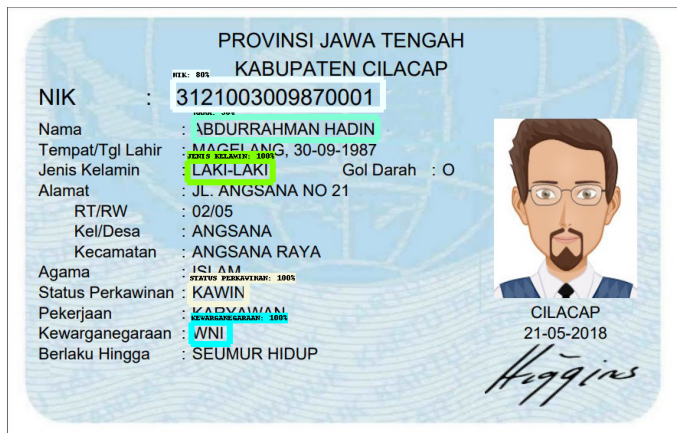 PROVINSI JAWA TENGAH
KABUPATEN CILACAP
NIK: 80%
NIK : 3121003009870001
Nama : ABDURRAHMAN HADIN
Tempat/Tgl Lahir : MAGELANG, 30-09-1987
JENIS KELAMIN: 100%
Jenis Kelamin : LAKI-LAKI Gol Darah : O
Alamat : JL. ANGSANA NO 21
RT/RW : 02/05
Kel/Desa : ANGSANA
Kecamatan : ANGSANA RAYA
Agama : ISLAM
STATUS PERKAWINAN: 100%
Status Perkawinan : KAWIN
Pekerjaan : KARYAWAN
KEWARGANEGARAAN: 100%
Kewarganegaraan : WNI
Berlaku Hingga : SEUMUR HIDUP
CILACAP
21-05-2018
Higgins